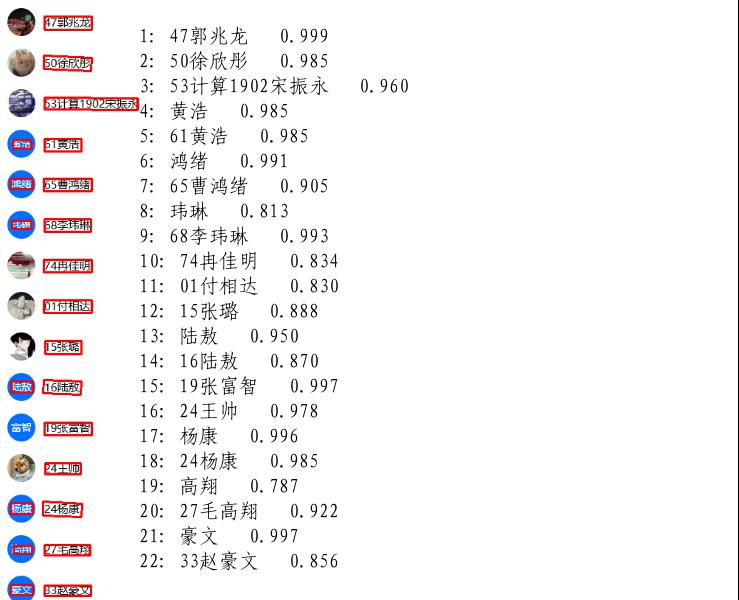 47郭兆龙
50徐欣彤
53计算1902宋振永
黄浩 61黄浩
鸿绪 65曹鸿绪
玮琳 68李玮琳
74冉佳明
01付相达
15张璐
陆敖 16陆敖
富智 19张富智
24王帅
杨康 24杨康
高翔 27毛高翔
豪文 33赵豪文
1: 47郭兆龙 0.999
2: 50徐欣彤 0.985
3: 53计算1902宋振永 0.960
4: 黄浩 0.985
5: 61黄浩 0.985
6: 鸿绪 0.991
7: 65曹鸿绪 0.905
8: 玮琳 0.813
9: 68李玮琳 0.993
10: 74冉佳明 0.834
11: 01付相达 0.830
12: 15张璐 0.888
13: 陆敖 0.950
14: 16陆敖 0.870
15: 19张富智 0.997
16: 24王帅 0.978
17: 杨康 0.996
18: 24杨康 0.985
19: 高翔 0.787
20: 27毛高翔 0.922
21: 豪文 0.997
22: 33赵豪文 0.856